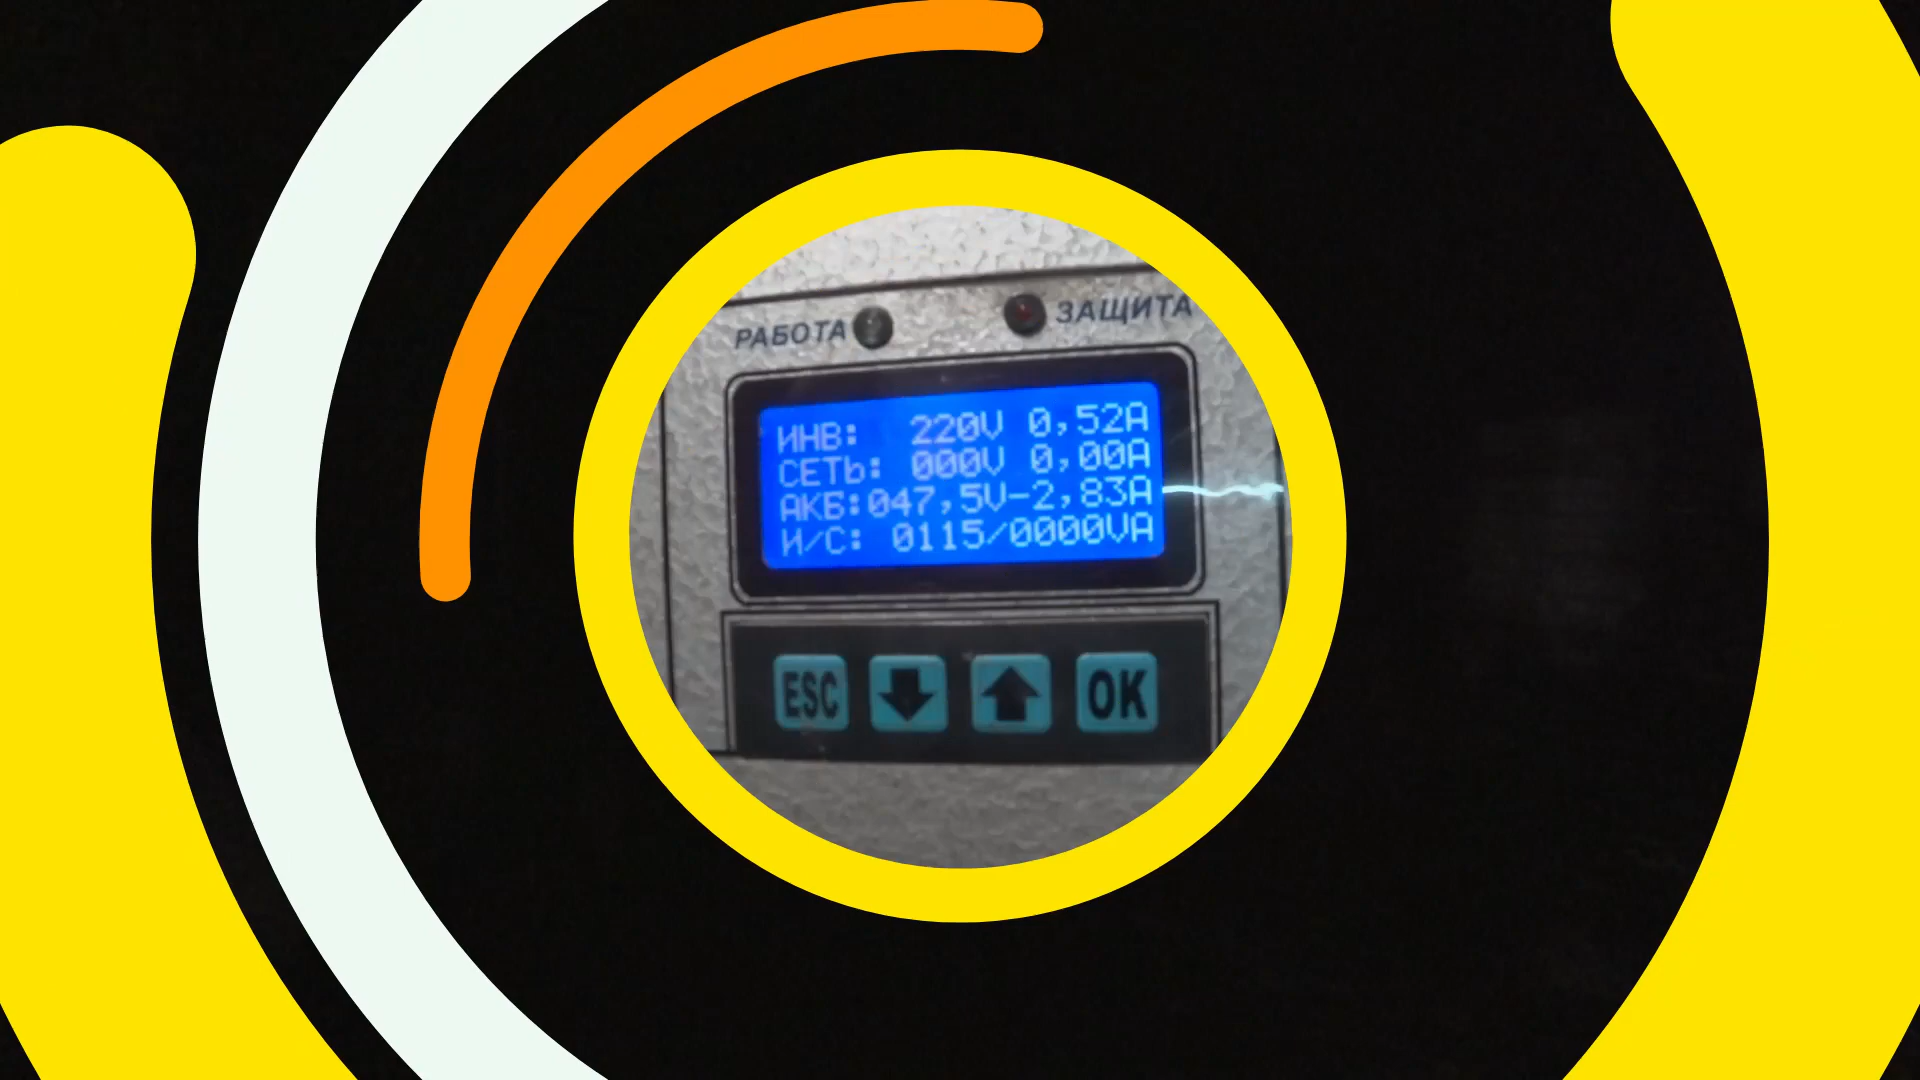 РАБОТА ЗАЩИТА
ИНВ: 220V 0,52A
СЕТЬ: 000V 0,00A
АКБ:047,5V-2,83A
И/С: 0115/0000VA
ESC OK